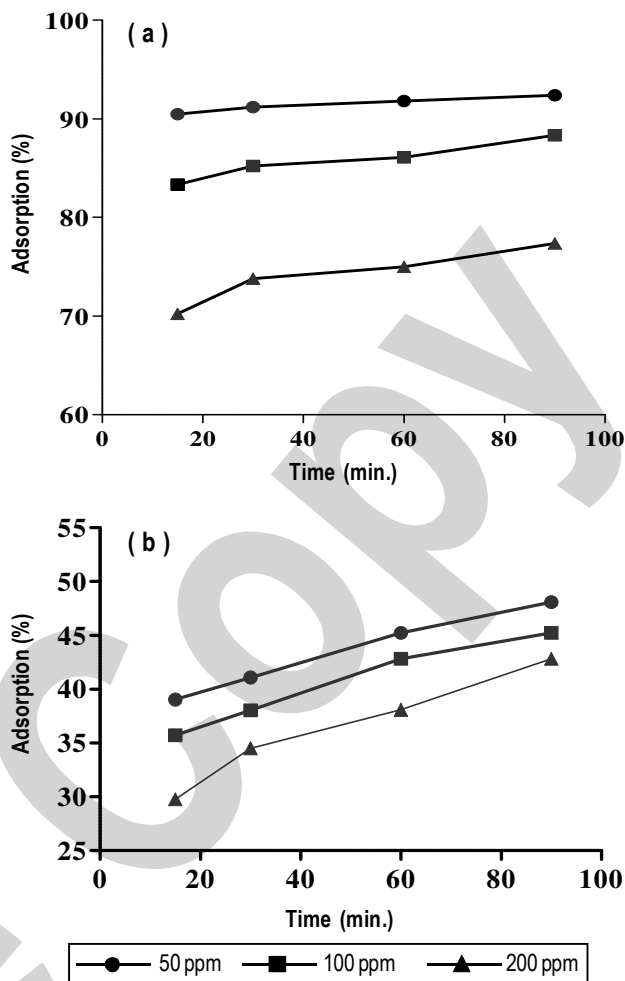 ( a )
100
90
80
70
60
Adsorption (%)
0 20 40 60 80 100
Time (min.)
( b )
55
50
45
40
35
30
25
Adsorption (%)
0 20 40 60 80 100
Time (min.)
50 ppm 100 ppm 200 ppm
Copy